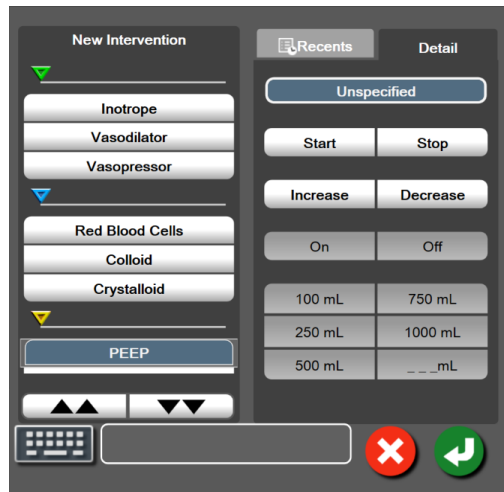 New Intervention
Inotrope
Vasodilator
Vasopressor
Red Blood Cells
Colloid
Crystalloid
PEEP
Recents
Detail
Unspecified
Start
Stop
Increase
Decrease
On
Off
100 mL
750 mL
250 mL
1000 mL
500 mL
_ _ _mL